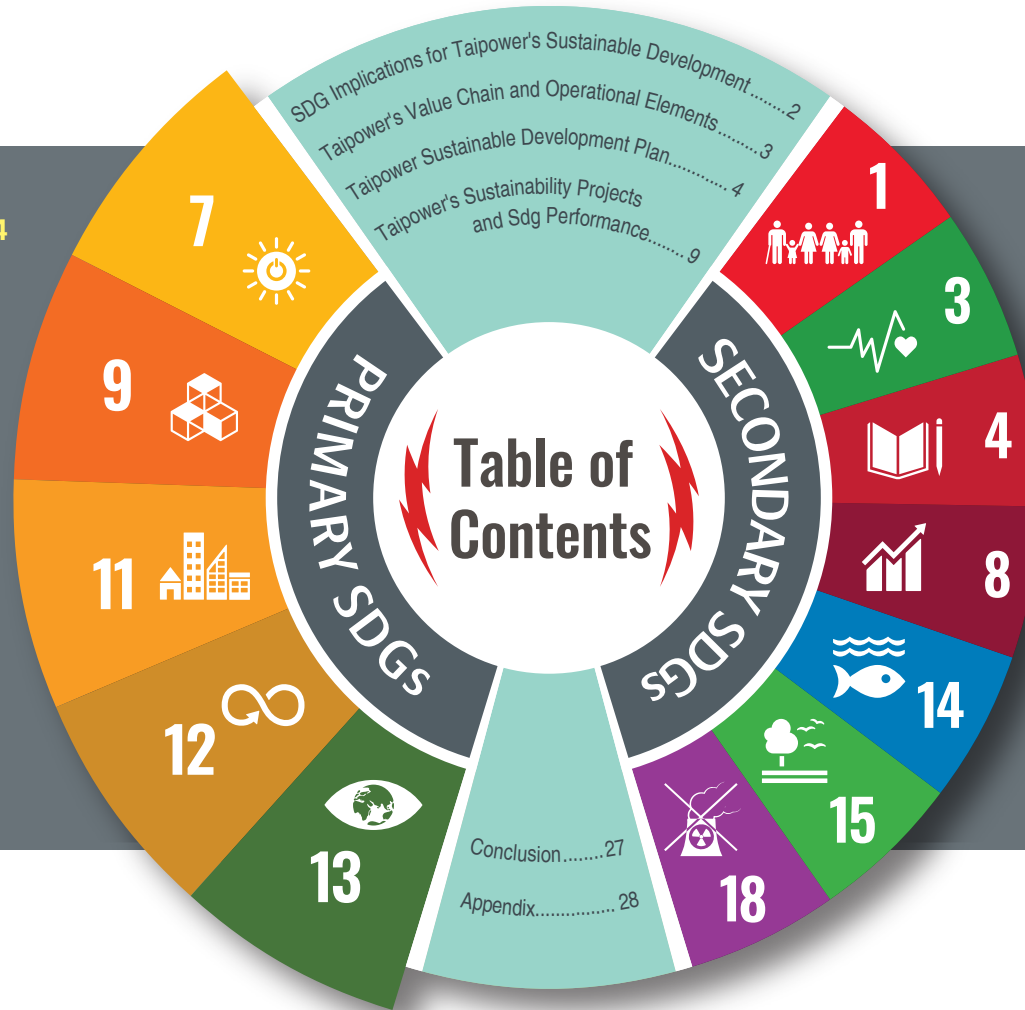 SDG Implications for Taipower's Sustainable Development.......2
Taipower's Value Chain and Operational Elements........3
Taipower Sustainable Development Plan............ 4
Taipower's Sustainability Projects
and Sdg Performance...... 9
4
7
9
11
12
13
PRIMARY SDGs
Table of
Contents
SECONDARY SDGs
1
3
4
8
14
15
18
Conclusion........27
Appendix............... 28